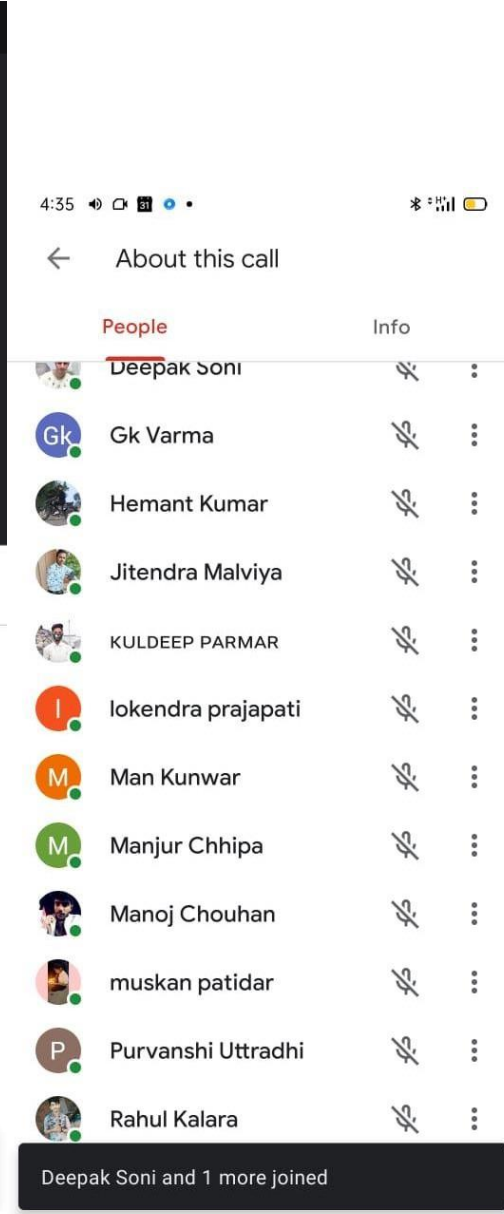 4:35 31
About this call
People Info
Deepak Soni
Gk Gk Varma
Hemant Kumar
Jitendra Malviya
KULDEEP PARMAR
l lokendra prajapati
M Man Kunwar
M Manjur Chhipa
Manoj Chouhan
muskan patidar
P Purvanshi Uttradhi
Rahul Kalara
Deepak Soni and 1 more joined